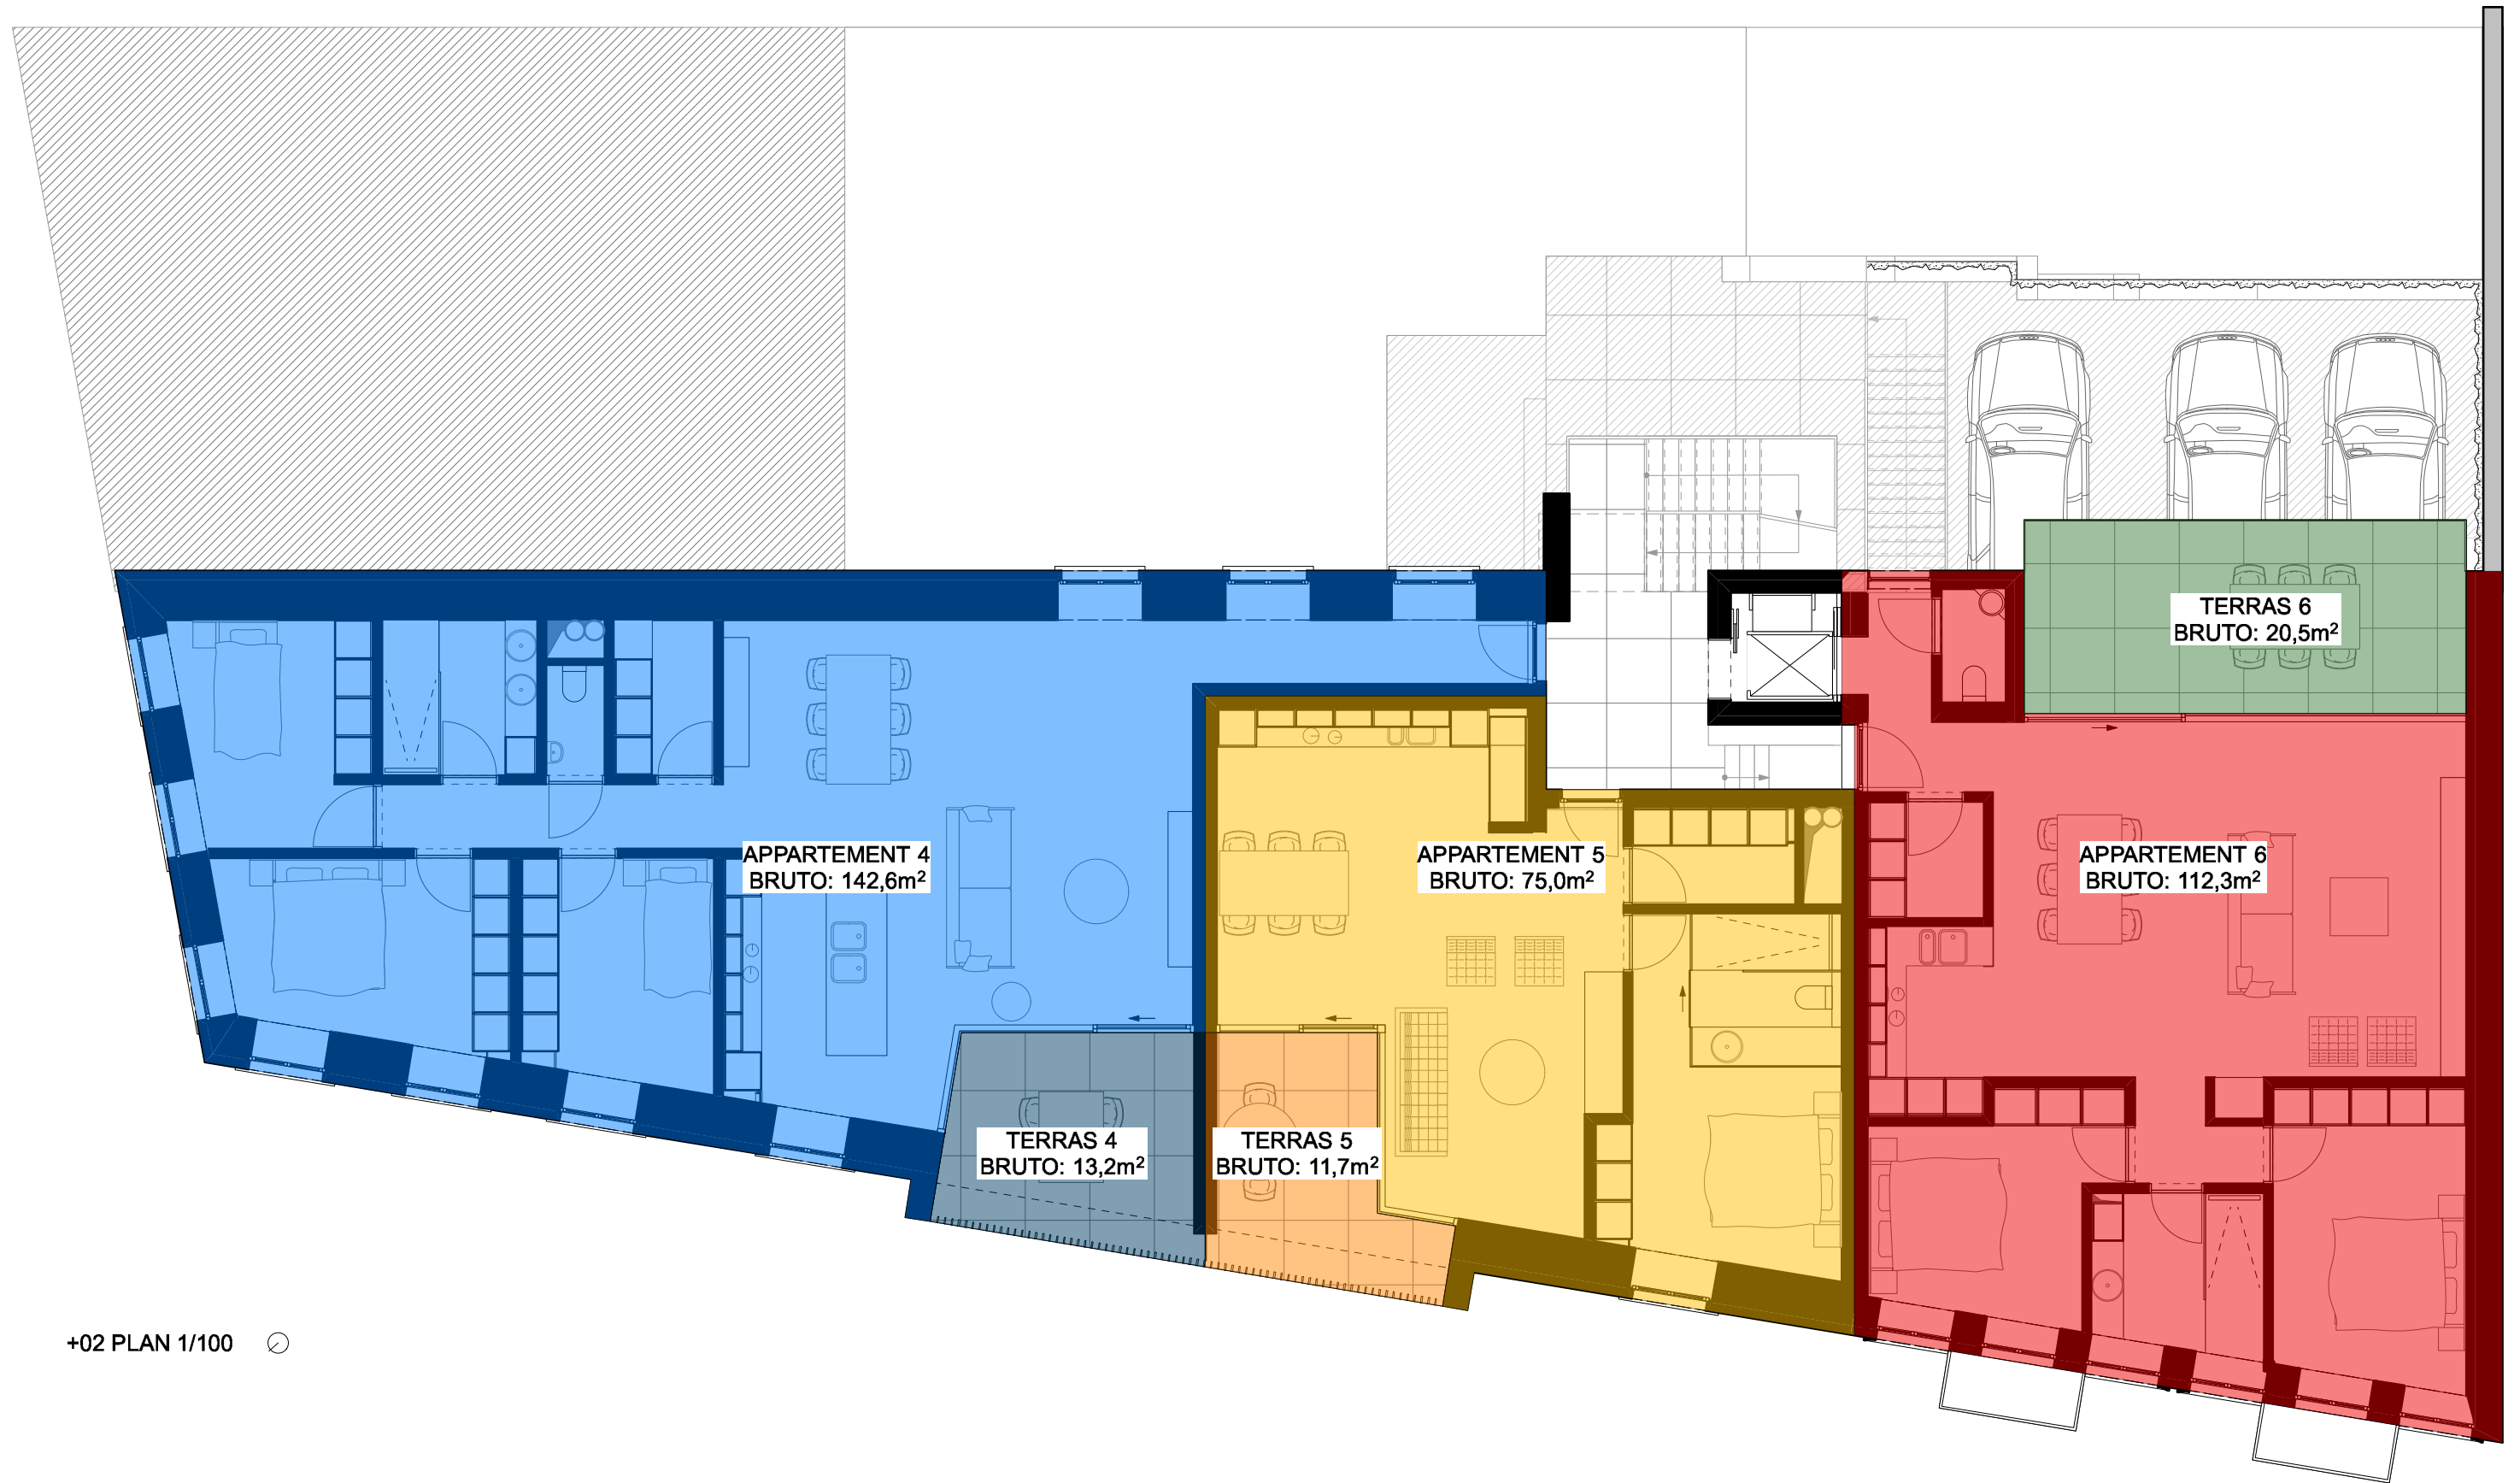 TERRAS 6
BRUTO: 20,5m²
APPARTEMENT 4
BRUTO: 142,6m²
APPARTEMENT 5
BRUTO: 75,0m²
APPARTEMENT 6
BRUTO: 112,3m²
TERRAS 4
BRUTO: 13,2m²
TERRAS 5
BRUTO: 11,7m²
+02 PLAN 1/100